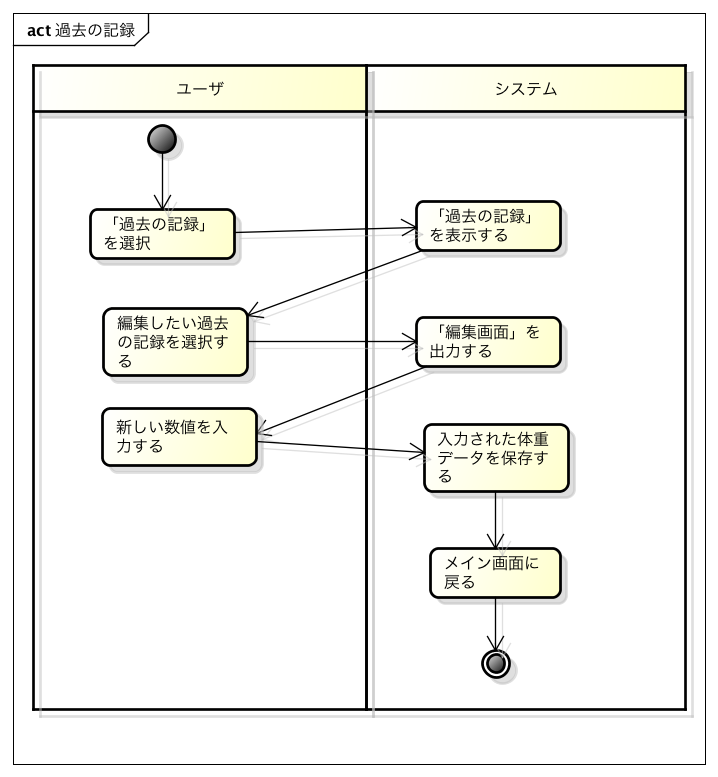 act 過去の記録
ユーザ
システム
「過去の記録」
を選択
「過去の記録」
を表示する
編集したい過去
の記録を選択す
る
「編集画面」を
出力する
新しい数値を入
力する
入力された体重
データを保存す
る
メイン画面に
戻る